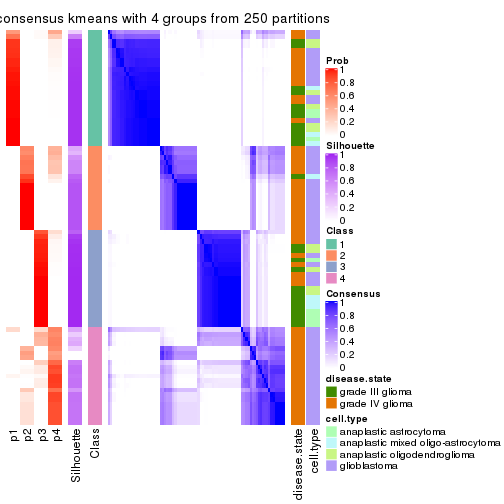 consensus kmeans with 4 groups from 250 partitions
Prob
1
0.8
0.6
0.4
0.2
0
Silhouette
1
0.8
0.6
0.4
0.2
0
Class
1
2
3
4
Consensus
1
0.8
0.6
0.4
0.2
0
disease.state
grade III glioma
grade IV glioma
cell.type
anaplastic astrocytoma
anaplastic mixed oligo-astrocytoma
anaplastic oligodendroglioma
glioblastoma
p1
p2
p3
p4
Silhouette
Class
disease.state
cell.type